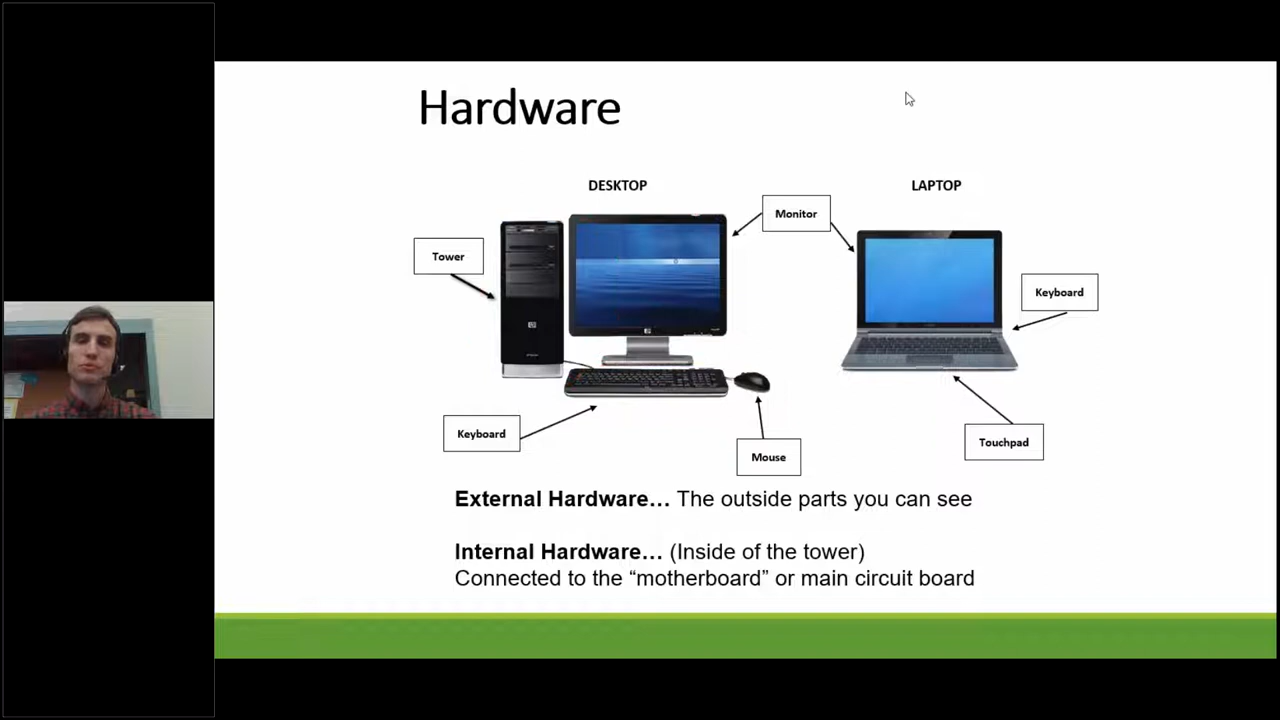 Hardware
DESKTOP
LAPTOP
Monitor
Tower
Keyboard
Keyboard
Mouse
Touchpad
External Hardware... The outside parts you can see
Internal Hardware... (Inside of the tower)
Connected to the “motherboard” or main circuit board